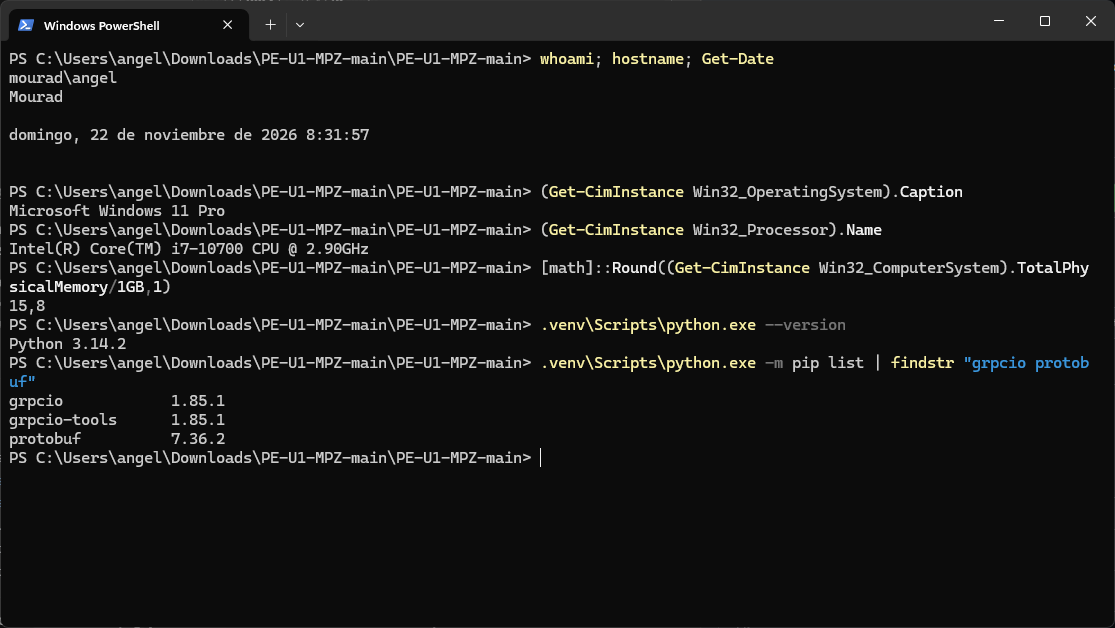 Windows PowerShell
PS C:\Users\angel\Downloads\PE-U1-MPZ-main\PE-U1-MPZ-main> whoami; hostname; Get-Date
mourad\angel
Mourad
domingo, 22 de noviembre de 2026 8:31:57
PS C:\Users\angel\Downloads\PE-U1-MPZ-main\PE-U1-MPZ-main> (Get-CimInstance Win32_OperatingSystem).Caption
Microsoft Windows 11 Pro
PS C:\Users\angel\Downloads\PE-U1-MPZ-main\PE-U1-MPZ-main> (Get-CimInstance Win32_Processor).Name
Intel(R) Core(TM) i7-10700 CPU @ 2.90GHz
PS C:\Users\angel\Downloads\PE-U1-MPZ-main\PE-U1-MPZ-main> [math]::Round((Get-CimInstance Win32_ComputerSystem).TotalPhy
sicalMemory/1GB,1)
15,8
PS C:\Users\angel\Downloads\PE-U1-MPZ-main\PE-U1-MPZ-main> .venv\Scripts\python.exe --version
Python 3.14.2
PS C:\Users\angel\Downloads\PE-U1-MPZ-main\PE-U1-MPZ-main> .venv\Scripts\python.exe -m pip list | findstr "grpcio protob
uf"
grpcio 1.85.1
grpcio-tools 1.85.1
protobuf 7.36.2
PS C:\Users\angel\Downloads\PE-U1-MPZ-main\PE-U1-MPZ-main>